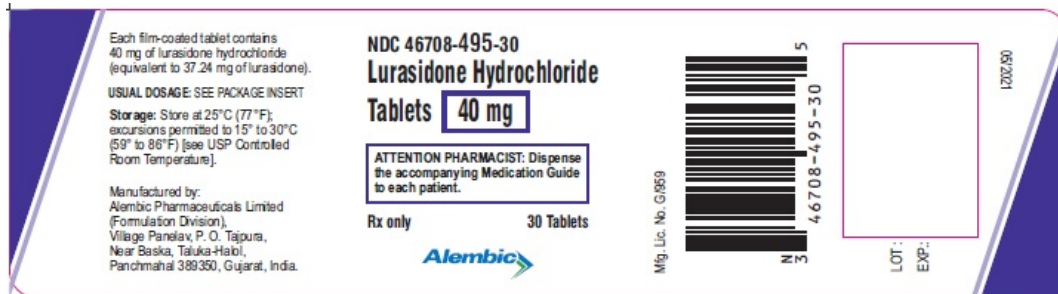 Each film-coated tablet contains
40 mg of lurasidone hydrochloride
(equivalent to 37.24 mg of lurasidone).
USUAL DOSAGE: SEE PACKAGE INSERT
Storage: Store at 25°C (77°F);
excursions permitted to 15° to 30°C
(59° to 86°F) [see USP Controlled
Room Temperature].
Manufactured by:
Alembic Pharmaceuticals Limited
(Formulation Division),
Village Panelav, P. O. Tajpura,
Near Baska, Taluka-Halol,
Panchmahal 389350, Gujarat, India.
NDC 46708-495-30
Lurasidone Hydrochloride
Tablets 40 mg
ATTENTION PHARMACIST: Dispense
the accompanying Medication Guide
to each patient.
Rx only 30 Tablets
Alembic
Mfg. Lic. No. G/959
N
3 46708-495-30 5
LOT :
EXP.:
05/2021